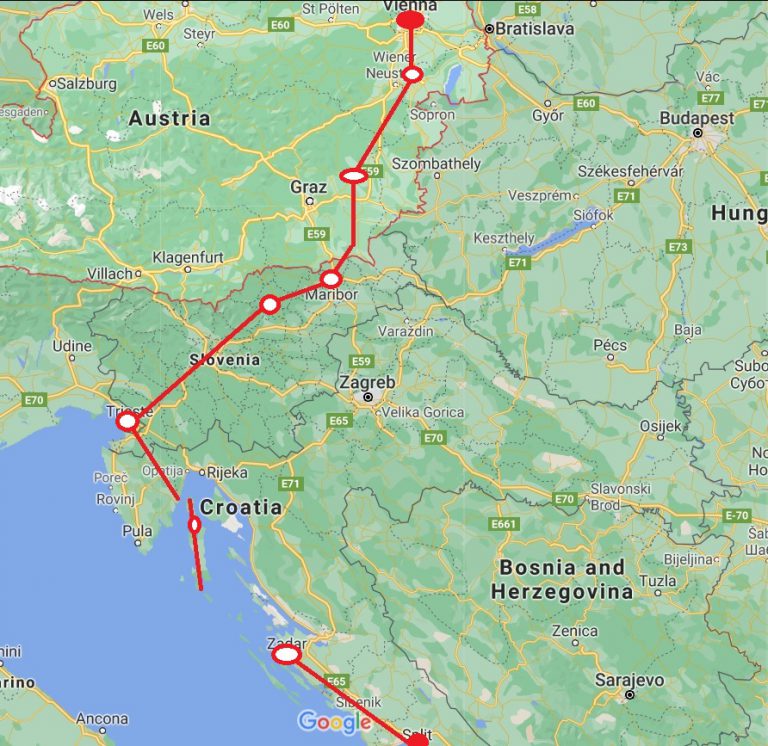 Vienna
Wels
St Pölten
E60
E58
Bratislava
Steyr
E60
Wiener
Neust
Salzburg
Vác
E77
E60
Győr
Sopron
Budapest
Austria
E59
Szombathely
Székesfehérvár
E71
Graz
Veszprém
Siófok
Hung
E59
Keszthely
E71
E73
Klagenfurt
Villach
Maribor
Varaždin
Baja
Udine
Slovenia
E59
Pécs
Subo
Субо
Zagreb
E70
Trieste
E65
Velika Gorica
E70
Osijek
Opatija
Rijeka
Poreč
Rovinj
E71
Croatia
Slavonski
Brod
E70
E-70
Pula
E661
Bosnia and
Herzegovina
Bijeljina
Tuzla
Zenica
Zadar
Sarajevo
E65
Šibenik
Google
Ancona
Split